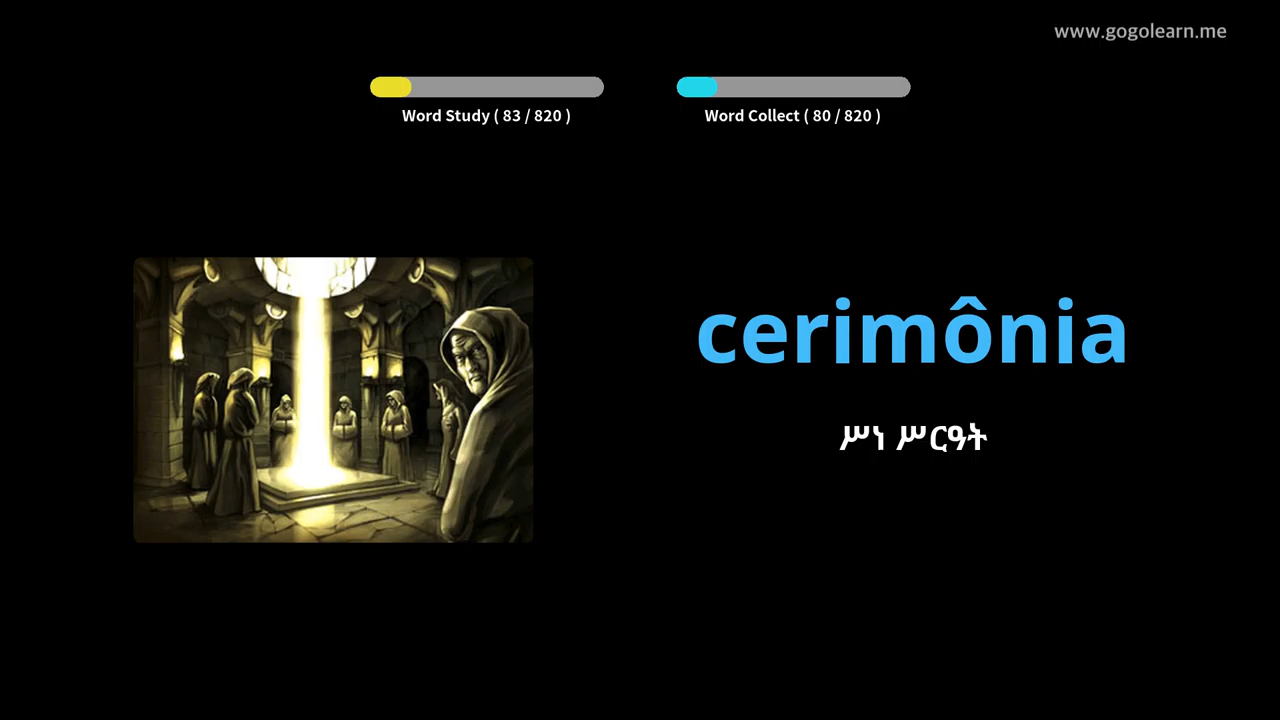 www.gogolearn.me
Word Study ( 83 / 820 )
Word Collect ( 80 / 820 )
cerimônia
ሥነ ሥርዓት